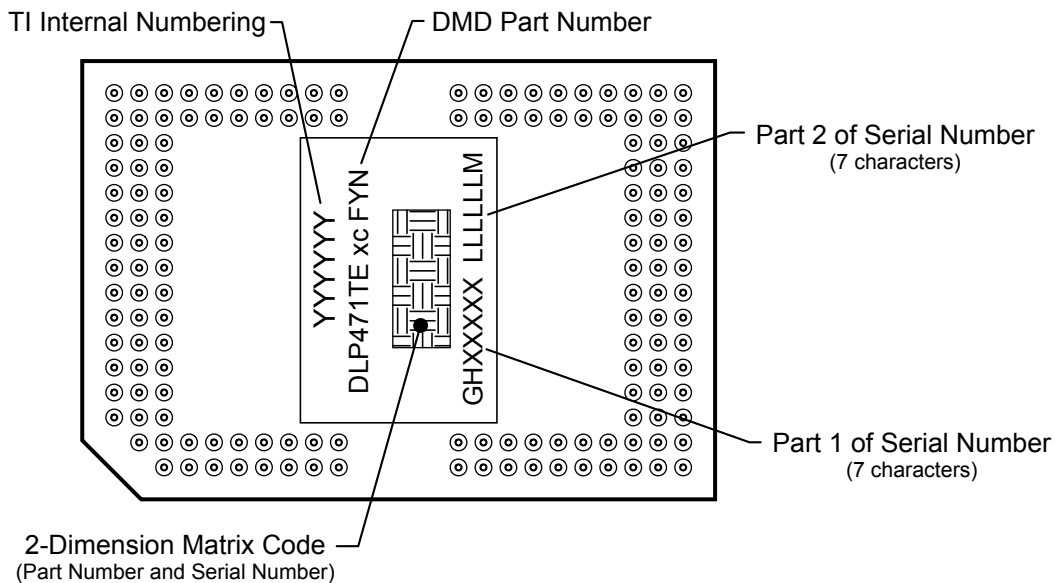 TI Internal Numbering
DMD Part Number
Part 2 of Serial Number
(7 characters)
YYYYYYY
DLP471TE xc FYN
GHXXXXX LLLLLLM
Part 1 of Serial Number
(7 characters)
2-Dimension Matrix Code
(Part Number and Serial Number)